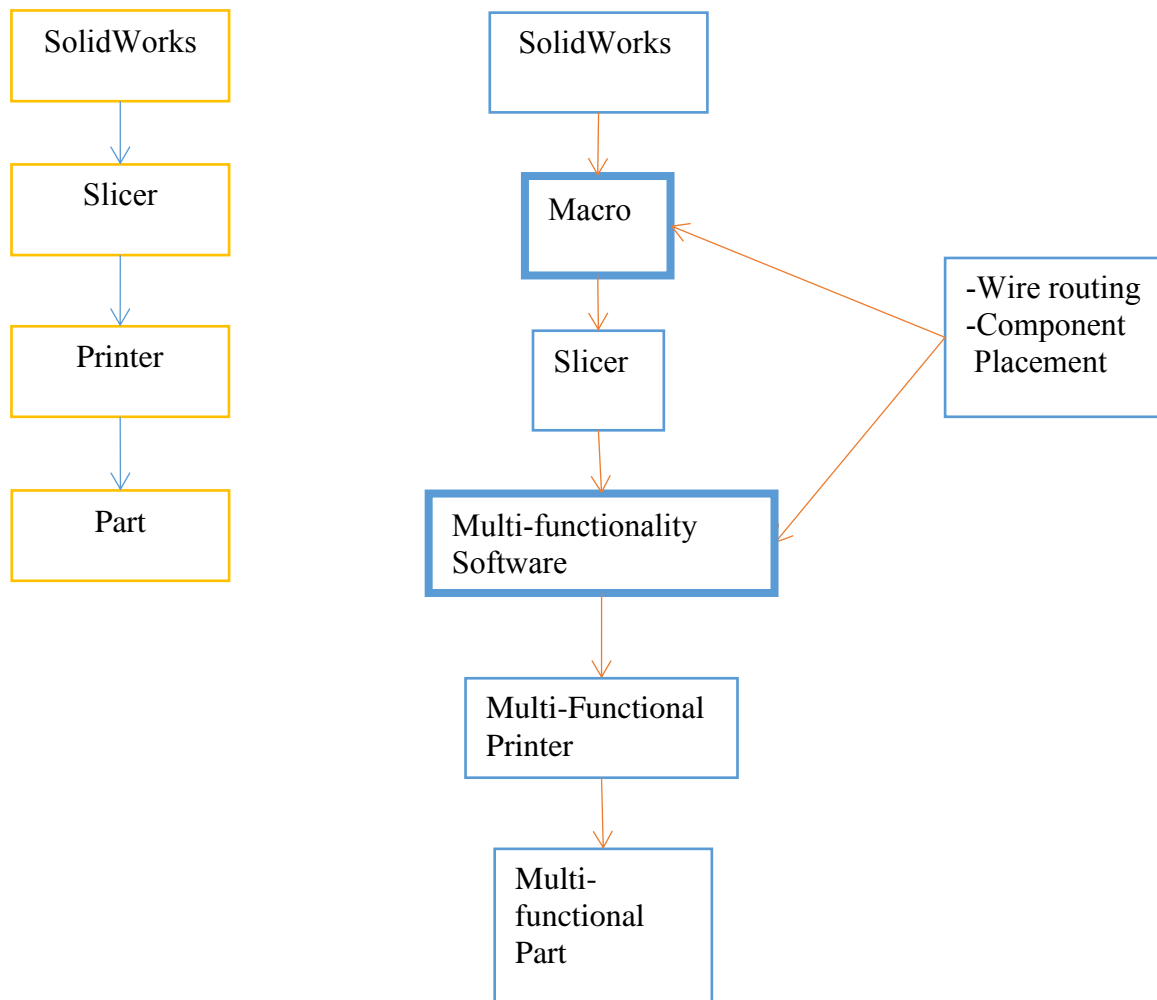 SolidWorks
Slicer
Printer
Part
SolidWorks
Macro
Slicer
Multi-functionality
Software
Multi-Functional
Printer
Multi-
functional
Part
-Wire routing
-Component
Placement